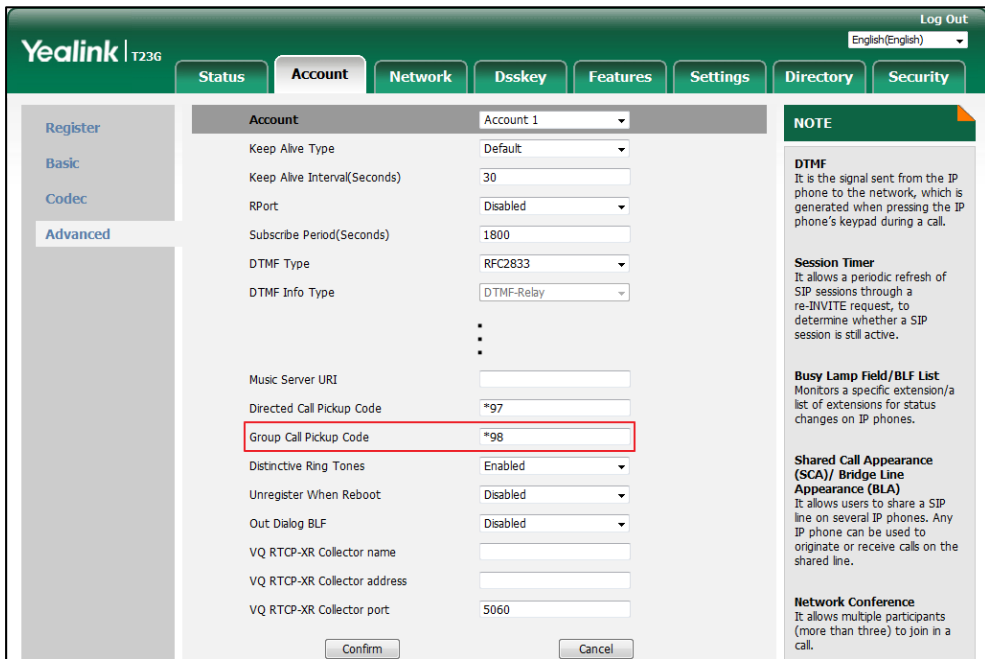 Log Out
Yealink T23G
English(English)
Status Account Network Dsskey Features Settings Directory Security
Register
Basic
Codec
Advanced
Account Account 1
Keep Alive Type Default
Keep Alive Interval(Seconds) 30
RPort Disabled
Subscribe Period(Seconds) 1800
DTMF Type RFC2833
DTMF Info Type DTMF-Relay
Music Server URI
Directed Call Pickup Code *97
Group Call Pickup Code *98
Distinctive Ring Tones Enabled
Unregister When Reboot Disabled
Out Dialog BLF Disabled
VQ RTCP-XR Collector name
VQ RTCP-XR Collector address
VQ RTCP-XR Collector port 5060
Confirm Cancel
NOTE
DTMF
It is the signal sent from the IP
phone to the network, which is
generated when pressing the IP
phone's keypad during a call.
Session Timer
It allows a periodic refresh of
SIP sessions through a
re-INVITE request, to
determine whether a SIP
session is still active.
Busy Lamp Field/BLF List
Monitors a specific extension/a
list of extensions for status
changes on IP phones.
Shared Call Appearance
(SCA)/ Bridge Line
Appearance (BLA)
It allows users to share a SIP
line on several IP phones. Any
IP phone can be used to
originate or receive calls on the
shared line.
Network Conference
It allows multiple participants
(more than three) to join in a
call.